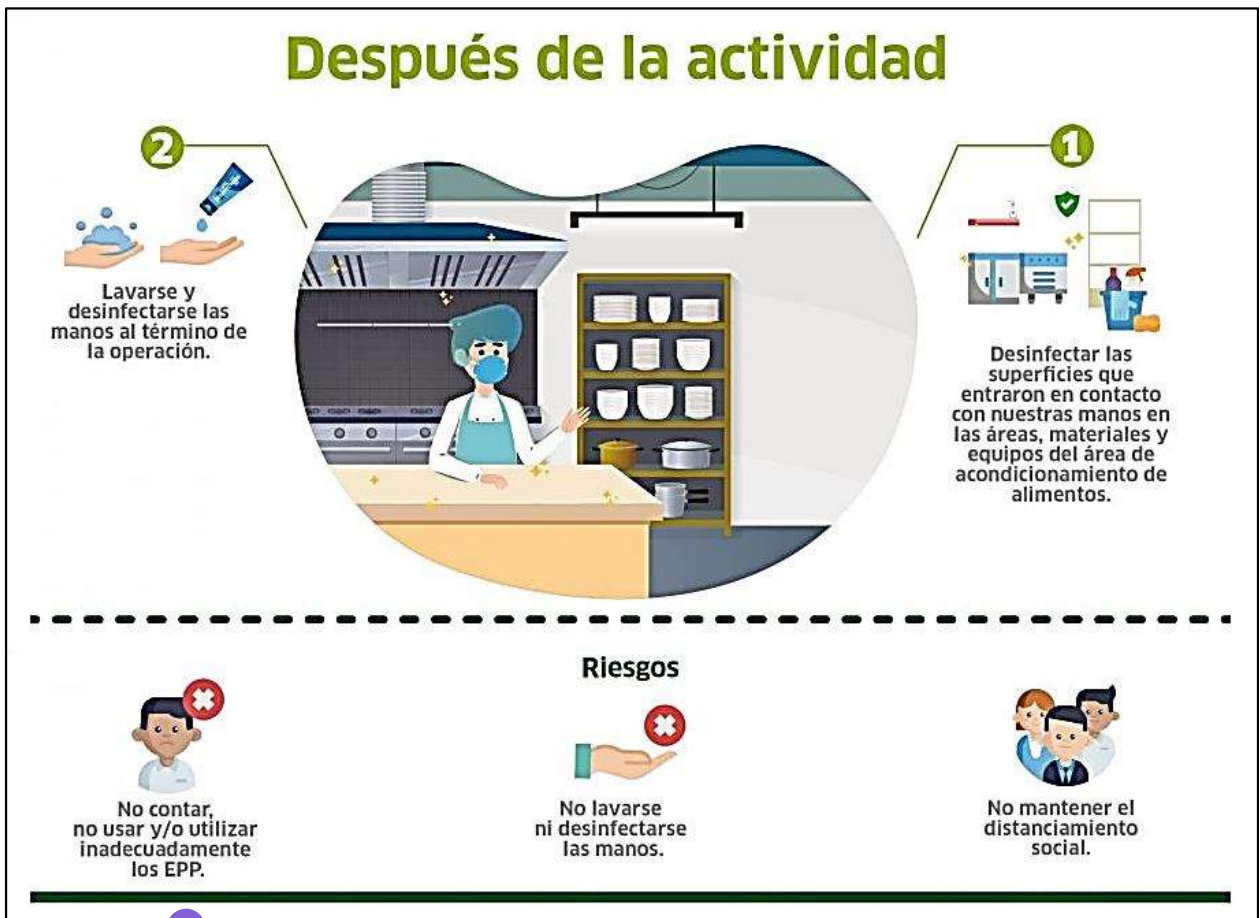 Después de la actividad
2
Lavarse y
desinfectarse las
manos al término de
la operación.
1
Desinfectar las
superficies que
entraron en contacto
con nuestras manos en
las áreas, materiales y
equipos del área de
acondicionamiento de
alimentos.
Riesgos
No contar,
no usar y/o utilizar
inadecuadamente
los EPP.
No lavarse
ni desinfectarse
las manos.
No mantener el
distanciamiento
social.